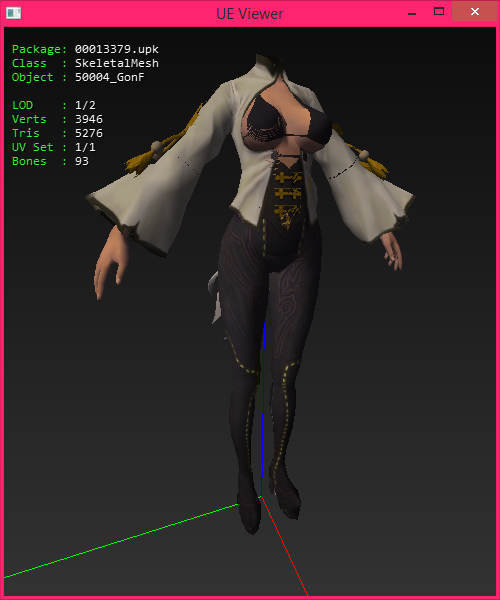 UE Viewer
Package: 00013379.upk
Class : SkeletalMesh
Object : 50004_GonF
LOD : 1/2
Verts : 3946
Tris : 5276
UV Set : 1/1
Bones : 93